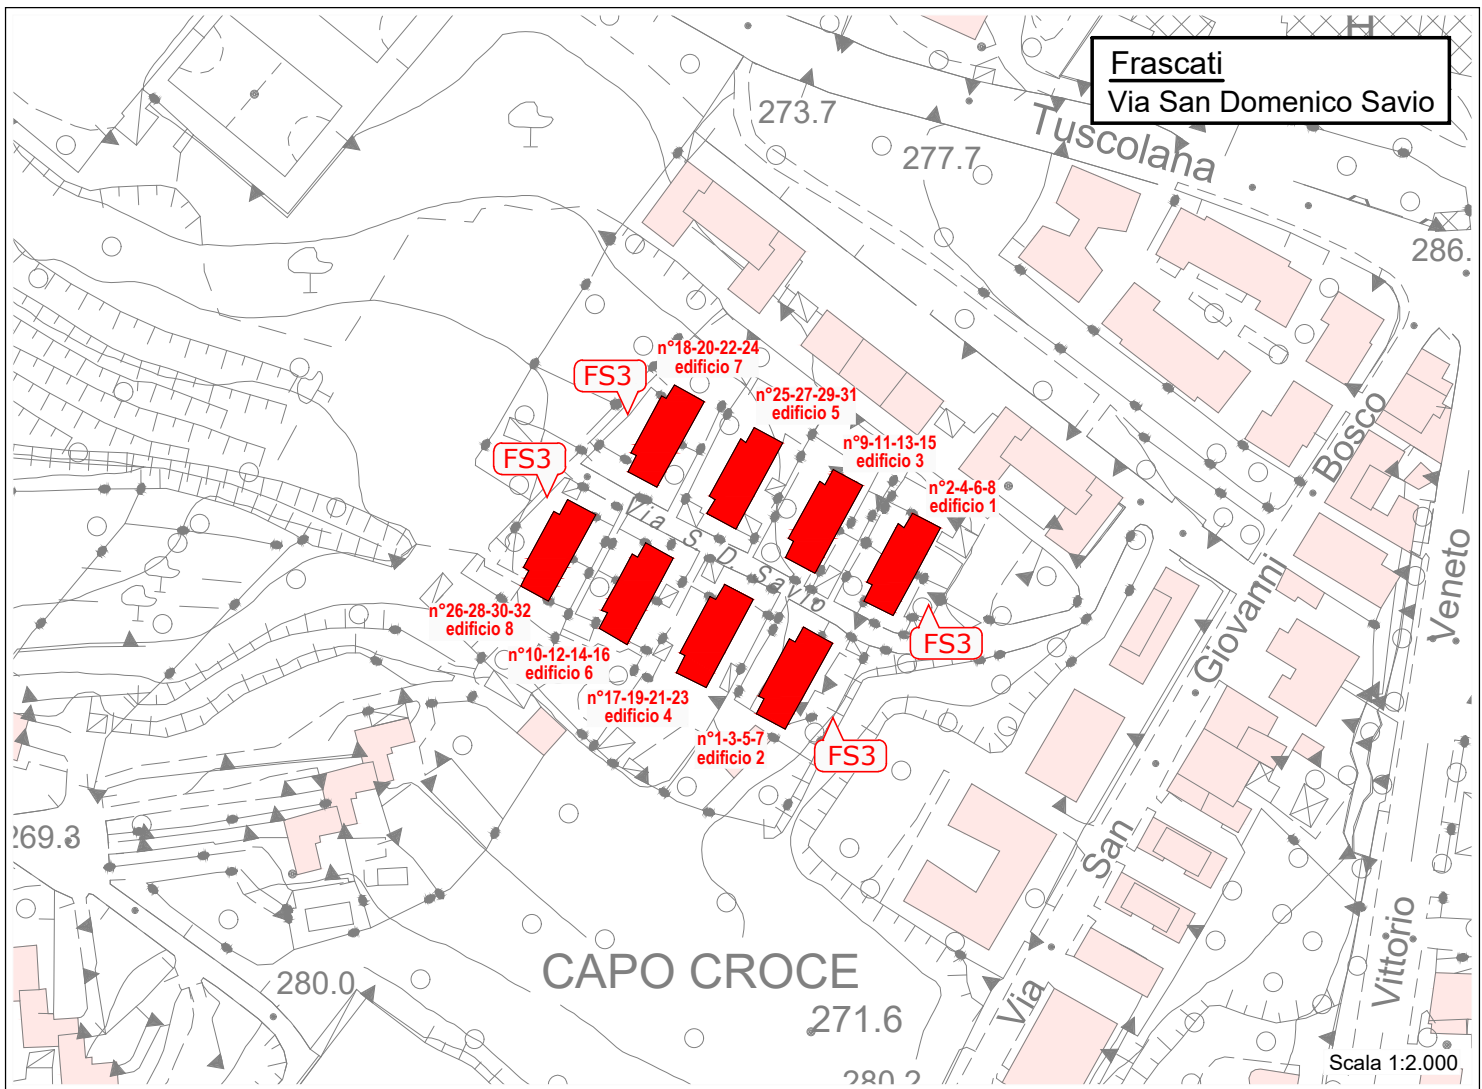 H
Frascati
Via San Domenico Savio
273.7
Tuscolana
277.7
286.
n°18-20-22-24
edificio 7
FS3
n°25-27-29-31
edificio 5
n°9-11-13-15
edificio 3
FS3
n°2-4-6-8
edificio 1
Via S. D. Savio
n°26-28-30-32
edificio 8
n°10-12-14-16
edificio 6
n°17-19-21-23
edificio 4
n°1-3-5-7
edificio 2
FS3
FS3
Via San Giovanni Bosco
Vittorio Veneto
269.3
280.0
CAPO CROCE
271.6
280.2
Scala 1:2.000